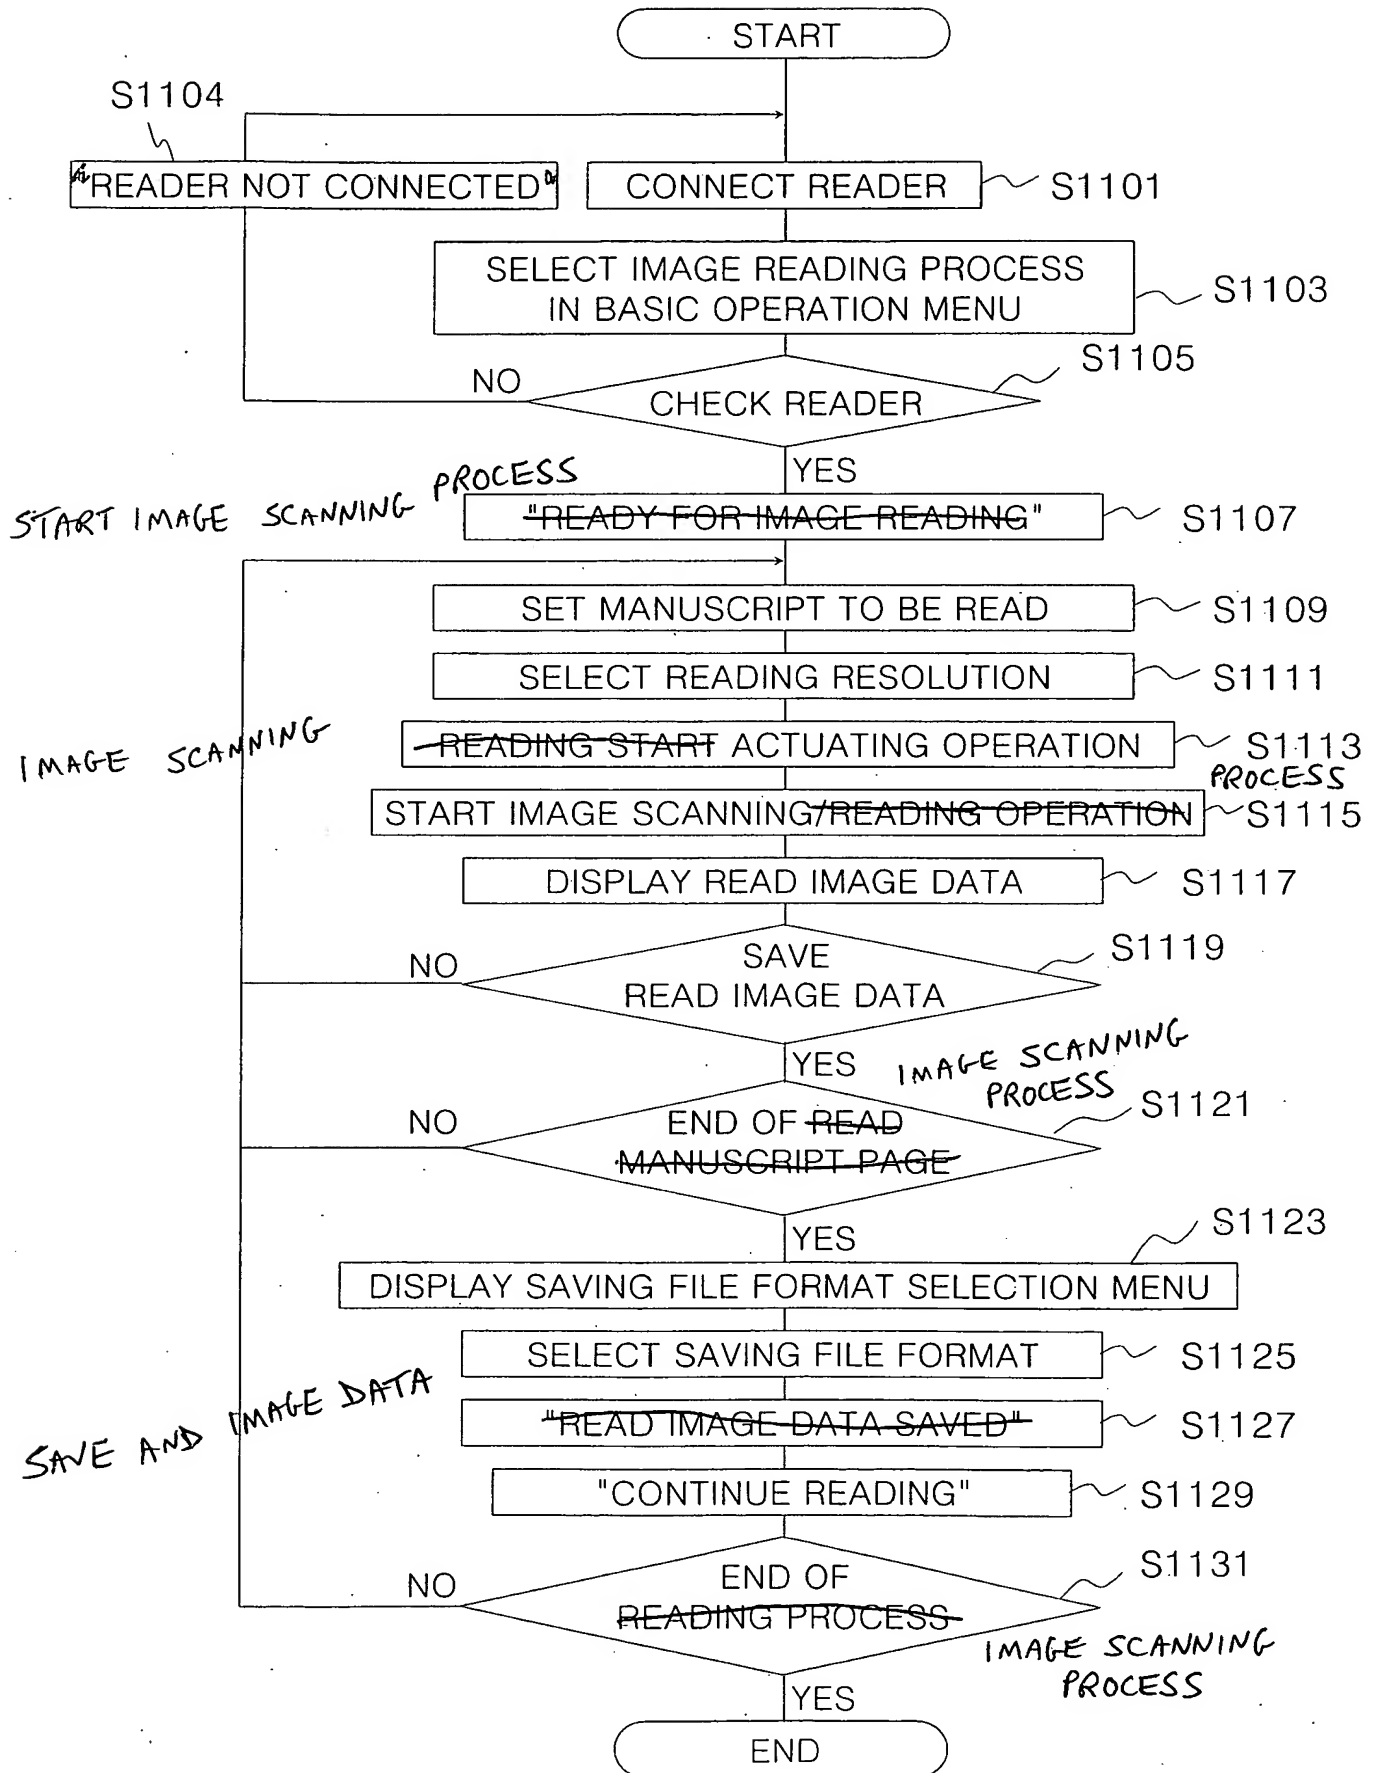 START
S1104
"READER NOT CONNECTED"
CONNECT READER
S1101
SELECT IMAGE READING PROCESS
IN BASIC OPERATION MENU
S1103
S1105
NO
CHECK READER
YES
START IMAGE SCANNING PROCESS
"READY FOR IMAGE READING"
S1107
SET MANUSCRIPT TO BE READ
S1109
SELECT READING RESOLUTION
S1111
IMAGE SCANNING
READING START ACTUATING OPERATION
S1113
PROCESS
START IMAGE SCANNING/READING OPERATION
S1115
DISPLAY READ IMAGE DATA
S1117
NO
SAVE
READ IMAGE DATA
S1119
YES
IMAGE SCANNING
PROCESS
NO
END OF READ
MANUSCRIPT PAGE
S1121
YES
S1123
DISPLAY SAVING FILE FORMAT SELECTION MENU
SELECT SAVING FILE FORMAT
S1125
SAVE AND IMAGE DATA
"READ IMAGE DATA SAVED"
S1127
"CONTINUE READING"
S1129
NO
END OF
READING PROCESS
S1131
IMAGE SCANNING
PROCESS
YES
END